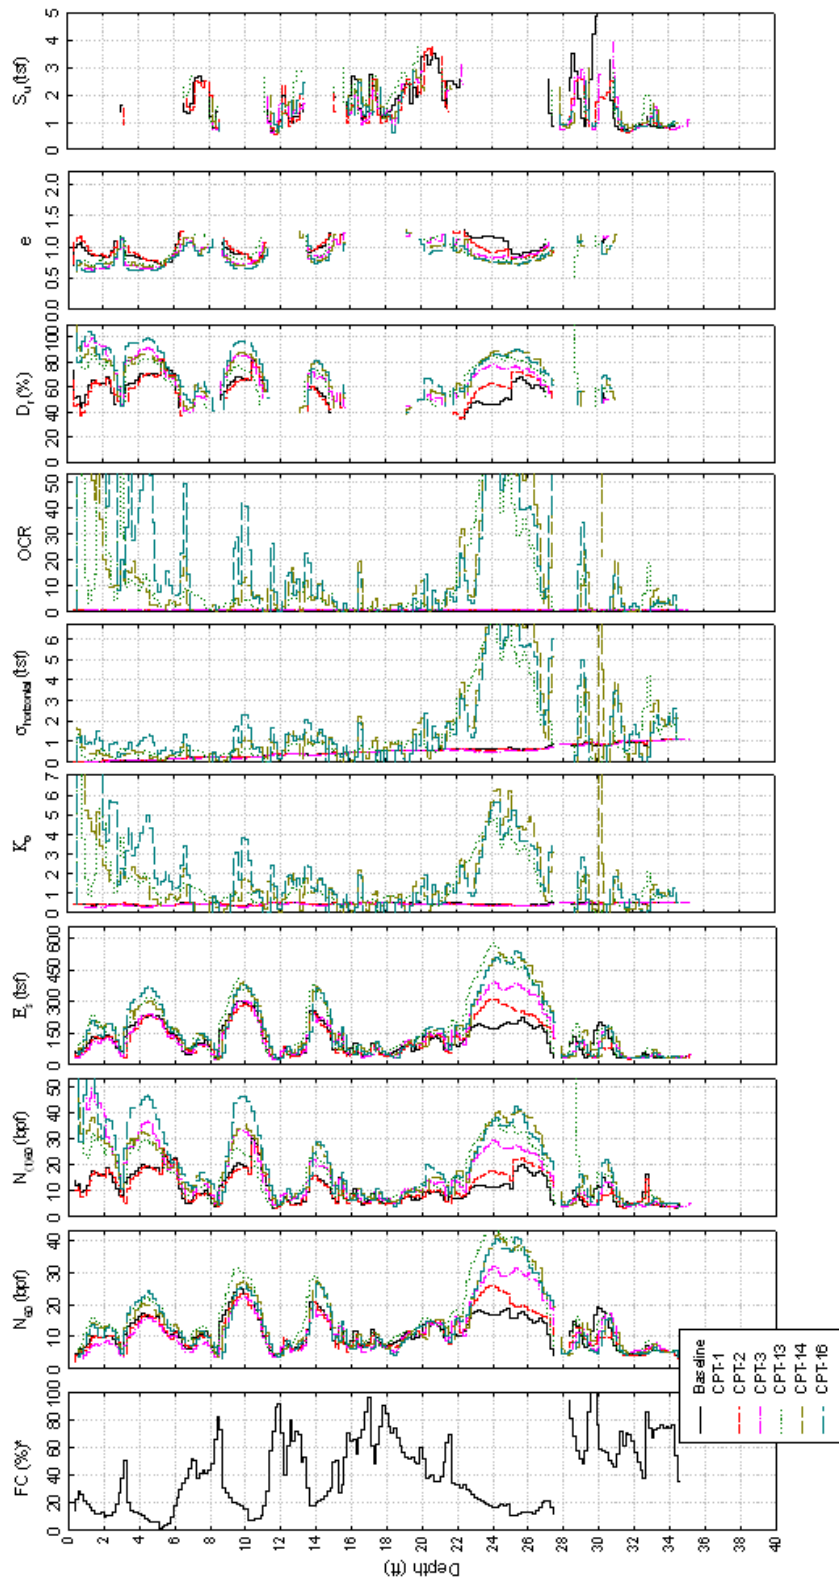 FC (%)*
N60 (bpf)
N1(60) (bpf)
Es (tsf)
Ko
σhorizontal (tsf)
OCR
Dr (%)
e
Su (tsf)
0 20 40 60 80 100
0 10 20 30 40
0 10 20 30 40 50
0 150 300 450 600
0 1 2 3 4 5 6 7
0 1 2 3 4 5 6
0 10 20 30 40 50
0 20 40 60 80 100
0.0 0.5 1.0 1.5 2.0
0 1 2 3 4 5
Depth (ft)
0
2
4
6
8
10
12
14
16
18
20
22
24
26
28
30
32
34
36
38
40
Baseline
CPT-1
CPT-2
CPT-3
CPT-13
CPT-14
CPT-16